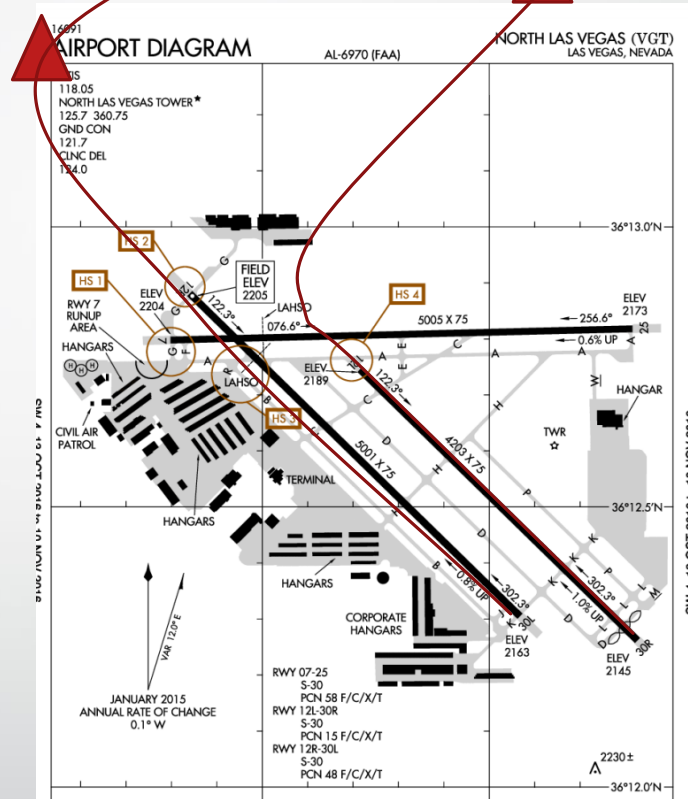 16091
AIRPORT DIAGRAM
AL-6970 (FAA)
NORTH LAS VEGAS (VGT)
LAS VEGAS, NEVADA
118.05
NORTH LAS VEGAS TOWER*
125.7 360.75
GND CON
121.7
CLNC DEL
124.0
36°13.0'N
HS 2
G
FIELD
ELEV
2205
HS 1
ELEV
2204
G
122.3°
LAHSO
HS 4
ELEV
2173
RWY 7
RUNUP
AREA
076.6°
5005 X 75
256.6°
25
0.6% UP
A
7
G
F
HANGARS
A
R
LAHSO
ELEV
2189
122.3°
A
E
E
C
A
A
W
H H H
B
HS 3
G
C
H
HANGAR
CIVIL AIR
PATROL
D
TWR
5001 X 75
H
4203 X 75
TERMINAL
P
HANGARS
H
36°12.5'N
D
K
K
P
HANGARS
B
0.8% UP
302.3°
K
302.3°
1.0% UP
L
L
M
CORPORATE
HANGARS
K
30L
D
D
30R
ELEV
2163
ELEV
2145
VAR 12.0° E
JANUARY 2015
ANNUAL RATE OF CHANGE
0.1° W
RWY 07-25
S-30
PCN 58 F/C/X/T
RWY 12L-30R
S-30
PCN 15 F/C/X/T
RWY 12R-30L
S-30
PCN 48 F/C/X/T
2230±
36°12.0'N